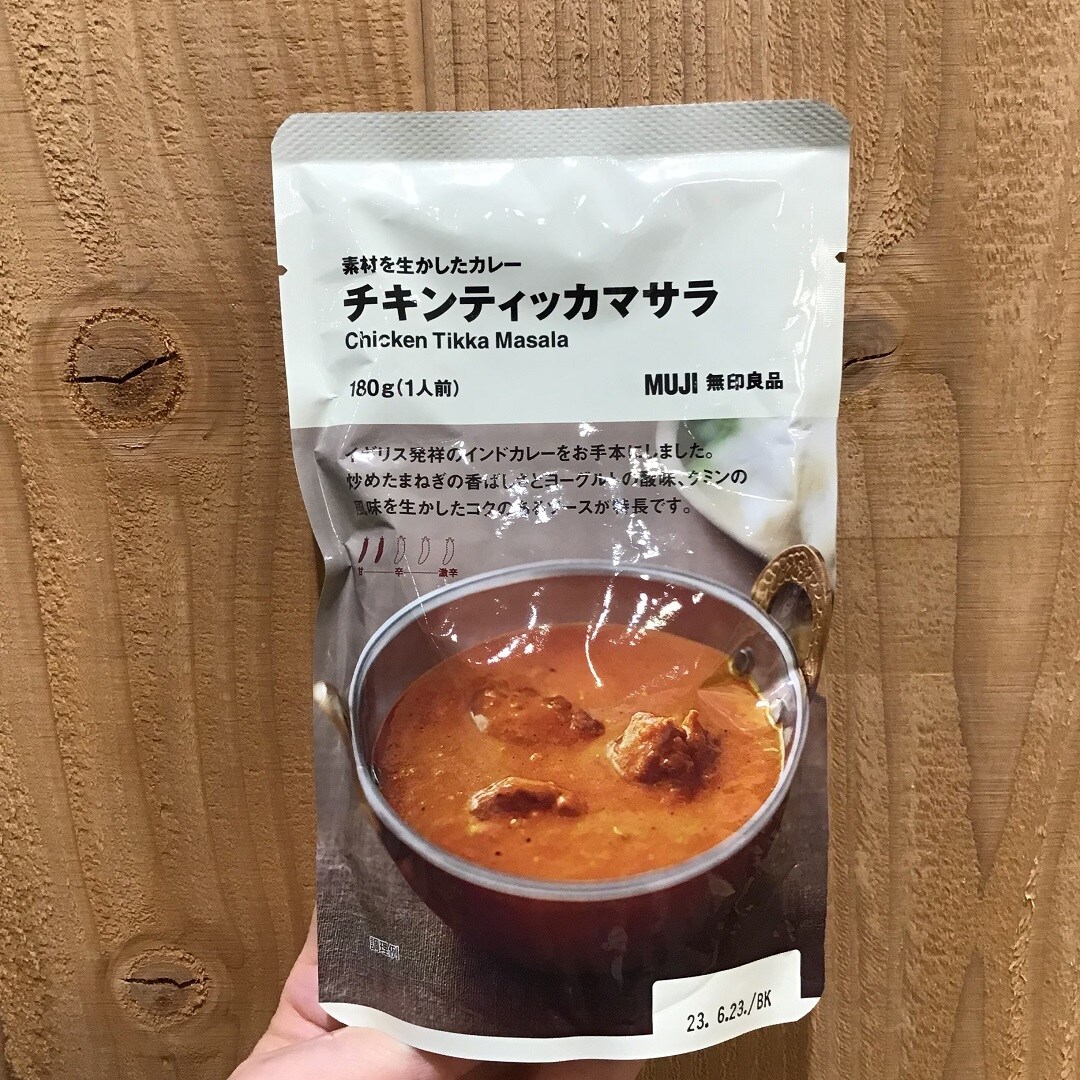 素材を生かしたカレー
チキンティッカマサラ
Chicken Tikka Masala
180g(1人前)
MUJI 無印良品
イギリス発祥のインドカレーをお手本にしました。
炒めたまねぎの香ばしさとヨーグルトの酸味、クミンの
風味を生かしたコクのあるソースが特長です。
甘 辛 激辛
調理例
23. 6.23./BK